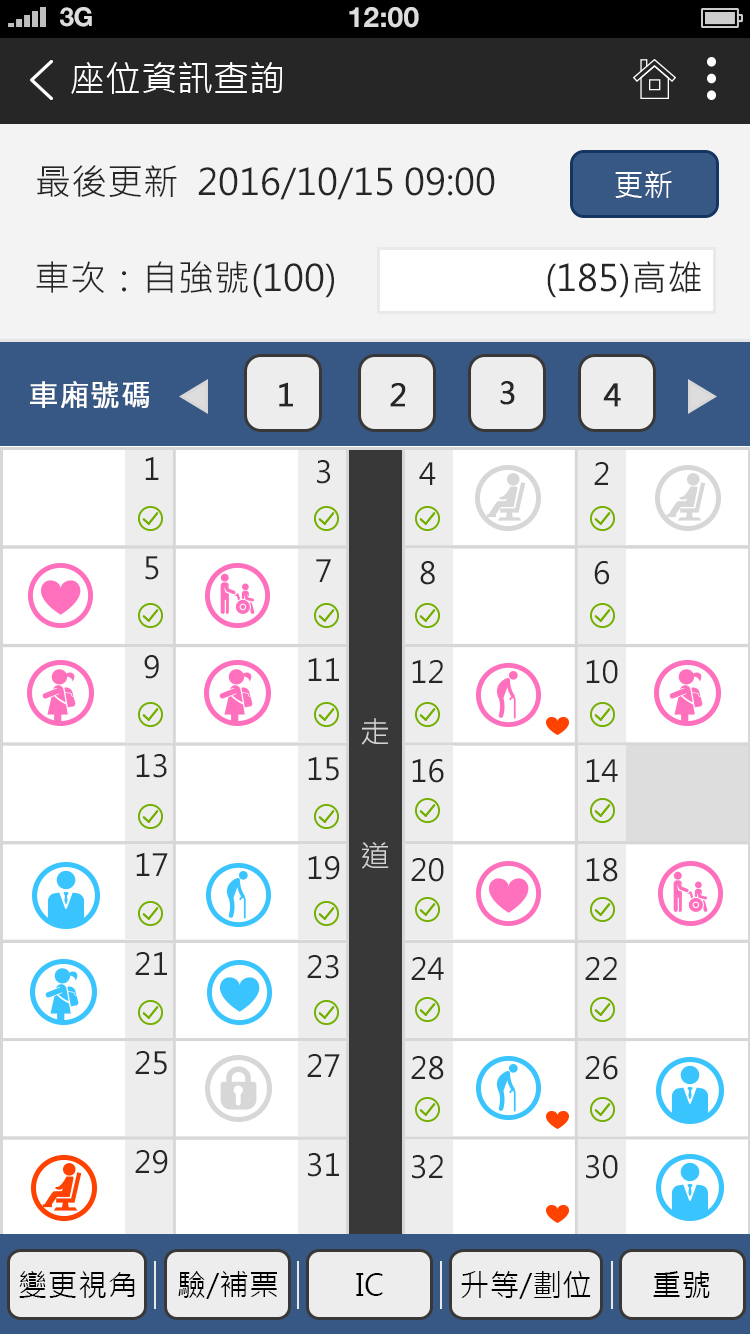 3G 12:00
座位資訊查詢
最後更新 2016/10/15 09:00 更新
車次：自強號(100) (185)高雄
車廂號碼 1 2 3 4
1 3 4 2
5 7 8 6
9 11 12 10
13 15 16 14
17 19 20 18
21 23 24 22
25 27 28 26
29 31 32 30
走
道
變更視角 驗/補票 IC 升等/劃位 重號